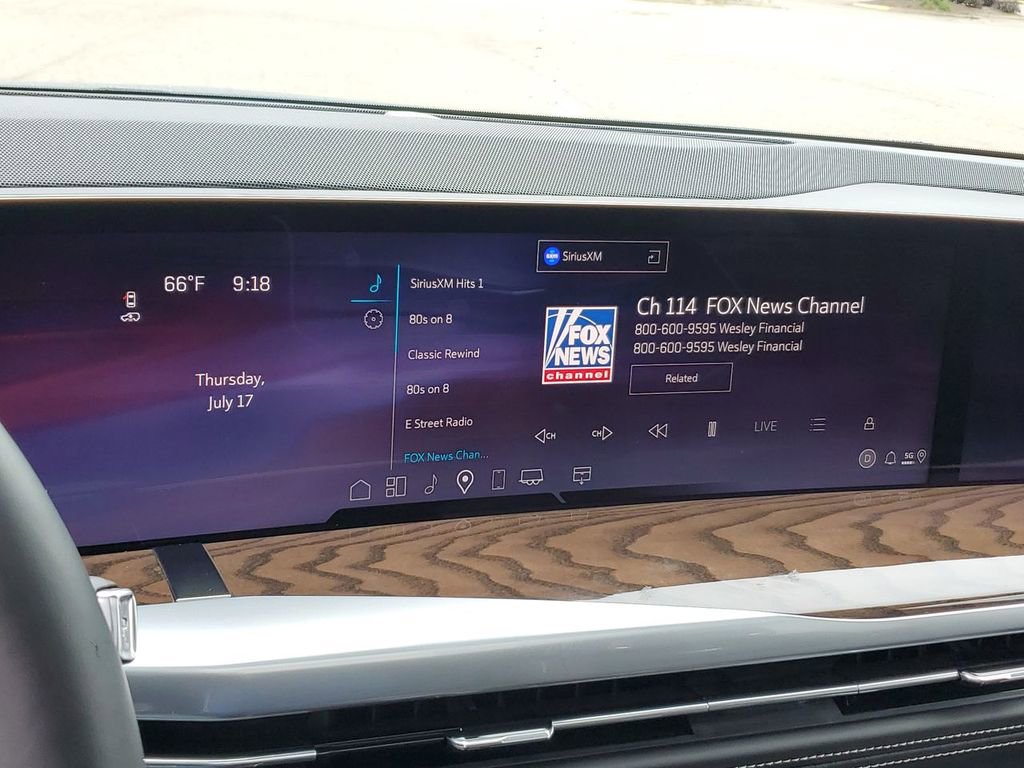 66°F 9:18
Thursday,
July 17
SiriusXM Hits 1
80s on 8
Classic Rewind
80s on 8
E Street Radio
FOX News Chan...
SiriusXM
FOX
NEWS
channel
Ch 114 FOX News Channel
800-600-9595 Wesley Financial
800-600-9595 Wesley Financial
Related
CH CH LIVE
D 5G